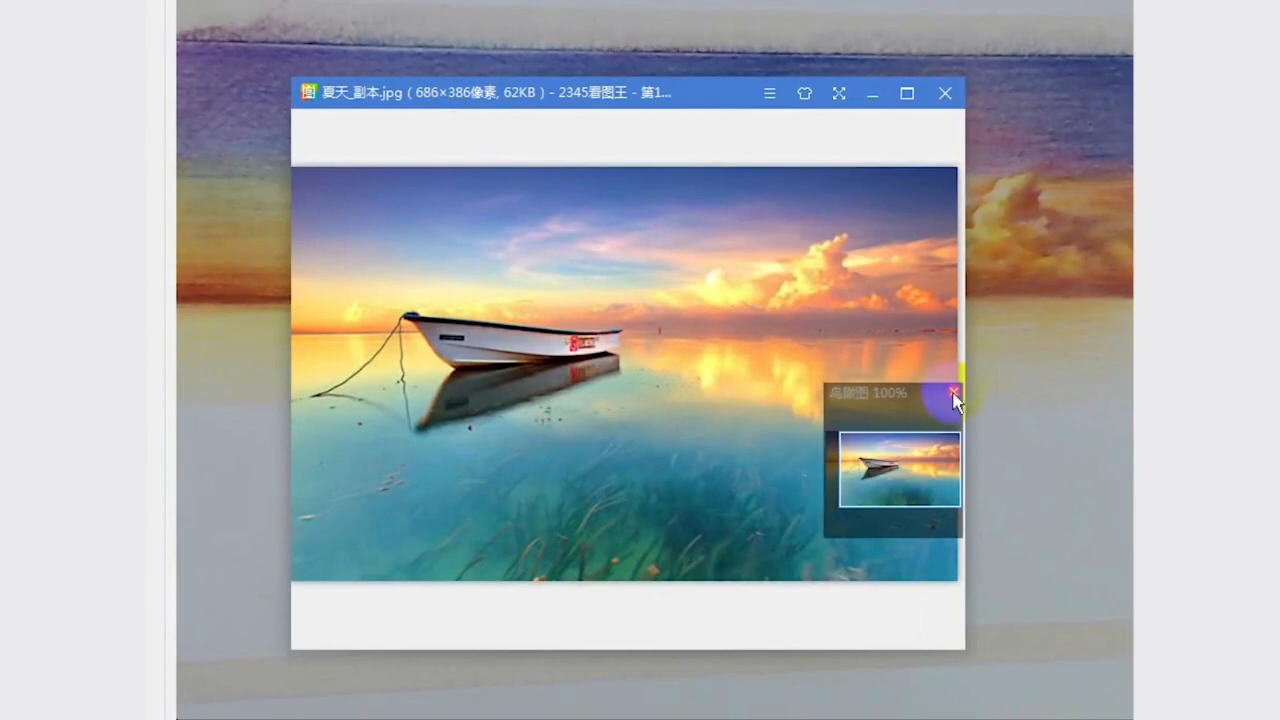 夏天_副本.jpg ( 686×386像素, 62KB ) - 2345看图王 - 第1...
鸟瞰图 100%